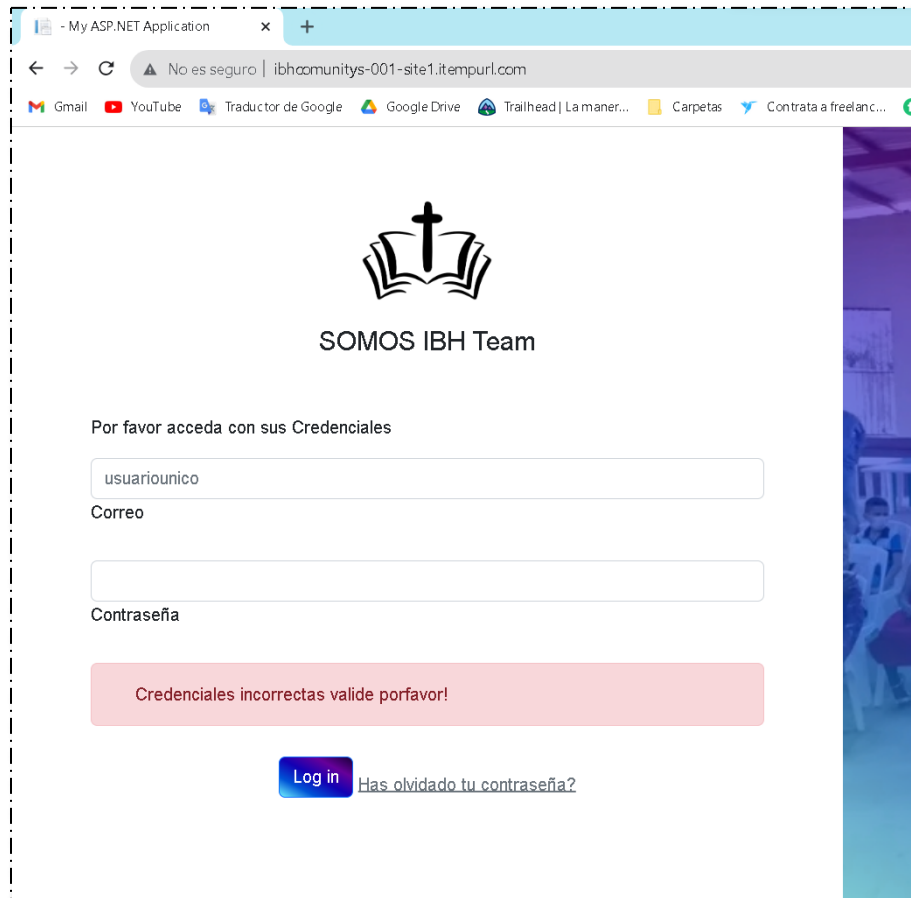 - My ASP.NET Application
No es seguro | ibhcomunitys-001-site1.itempurl.com
Gmail YouTube Traductor de Google Google Drive Trailhead | La maner... Carpetas Contrata a freelanc...
SOMOS IBH Team
Por favor acceda con sus Credenciales
usuariounico
Correo
Contraseña
Credenciales incorrectas valide porfavor!
Log in Has olvidado tu contraseña?